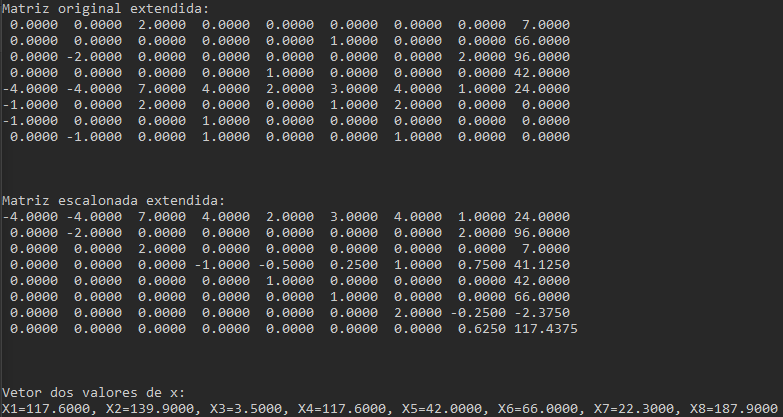 Matriz original extendida:
0.0000 0.0000 2.0000 0.0000 0.0000 0.0000 0.0000 0.0000 7.0000
0.0000 0.0000 0.0000 0.0000 0.0000 1.0000 0.0000 0.0000 66.0000
0.0000 -2.0000 0.0000 0.0000 0.0000 0.0000 0.0000 2.0000 96.0000
0.0000 0.0000 0.0000 0.0000 1.0000 0.0000 0.0000 0.0000 42.0000
-4.0000 -4.0000 7.0000 4.0000 2.0000 3.0000 4.0000 1.0000 24.0000
-1.0000 0.0000 2.0000 0.0000 0.0000 1.0000 2.0000 0.0000 0.0000
-1.0000 0.0000 0.0000 1.0000 0.0000 0.0000 0.0000 0.0000 0.0000
0.0000 -1.0000 0.0000 1.0000 0.0000 0.0000 1.0000 0.0000 0.0000
Matriz escalonada extendida:
-4.0000 -4.0000 7.0000 4.0000 2.0000 3.0000 4.0000 1.0000 24.0000
0.0000 -2.0000 0.0000 0.0000 0.0000 0.0000 0.0000 2.0000 96.0000
0.0000 0.0000 2.0000 0.0000 0.0000 0.0000 0.0000 0.0000 7.0000
0.0000 0.0000 0.0000 -1.0000 -0.5000 0.2500 1.0000 0.7500 41.1250
0.0000 0.0000 0.0000 0.0000 1.0000 0.0000 0.0000 0.0000 42.0000
0.0000 0.0000 0.0000 0.0000 0.0000 1.0000 0.0000 0.0000 66.0000
0.0000 0.0000 0.0000 0.0000 0.0000 0.0000 2.0000 -0.2500 -2.3750
0.0000 0.0000 0.0000 0.0000 0.0000 0.0000 0.0000 0.6250 117.4375
Vetor dos valores de x:
X1=117.6000, X2=139.9000, X3=3.5000, X4=117.6000, X5=42.0000, X6=66.0000, X7=22.3000, X8=187.9000